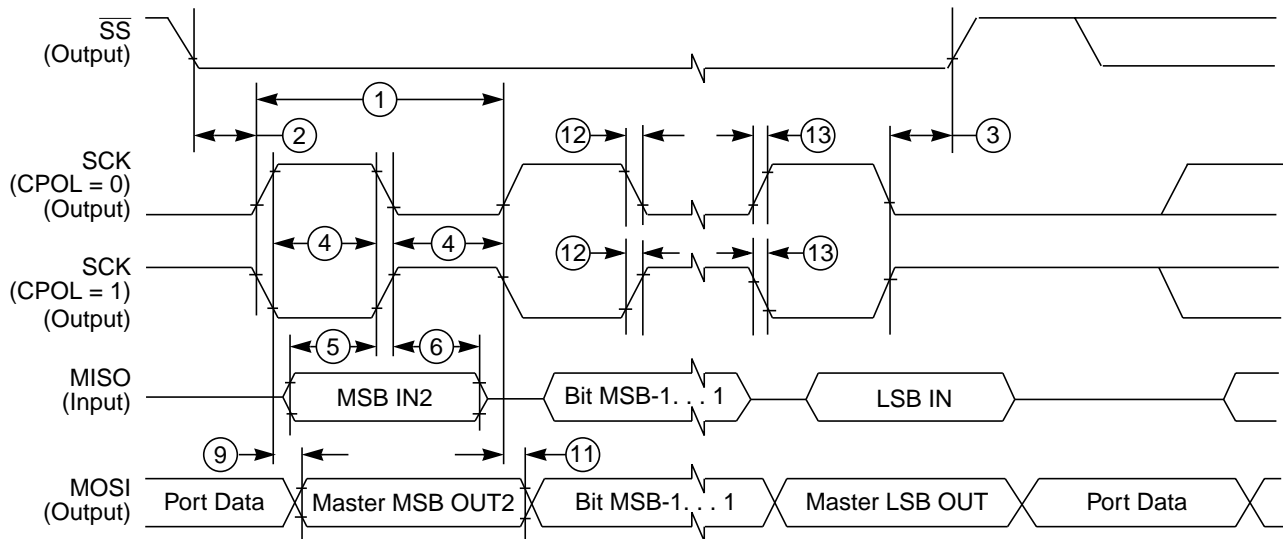 SS
(Output)
1
2
12
13
3
SCK
(CPOL = 0)
(Output)
4
4
12
13
SCK
(CPOL = 1)
(Output)
5
6
MISO
(Input)
MSB IN2
Bit MSB-1. . . 1
LSB IN
9
11
MOSI
(Output)
Port Data
Master MSB OUT2
Bit MSB-1. . . 1
Master LSB OUT
Port Data